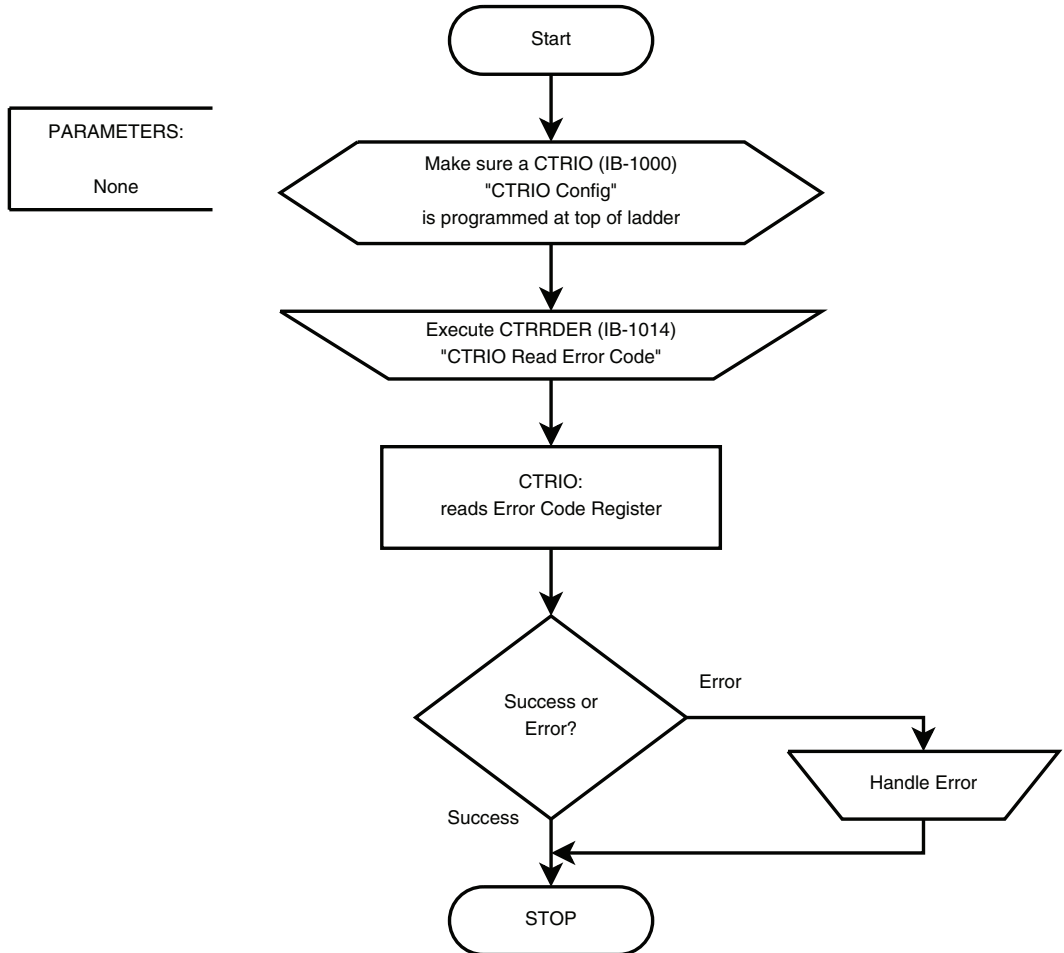 Start
PARAMETERS:
None
Make sure a CTRIO (IB-1000)
"CTRIO Config"
is programmed at top of ladder
Execute CTRRDER (IB-1014)
"CTRIO Read Error Code"
CTRIO:
reads Error Code Register
Success or
Error?
Error
Handle Error
Success
STOP